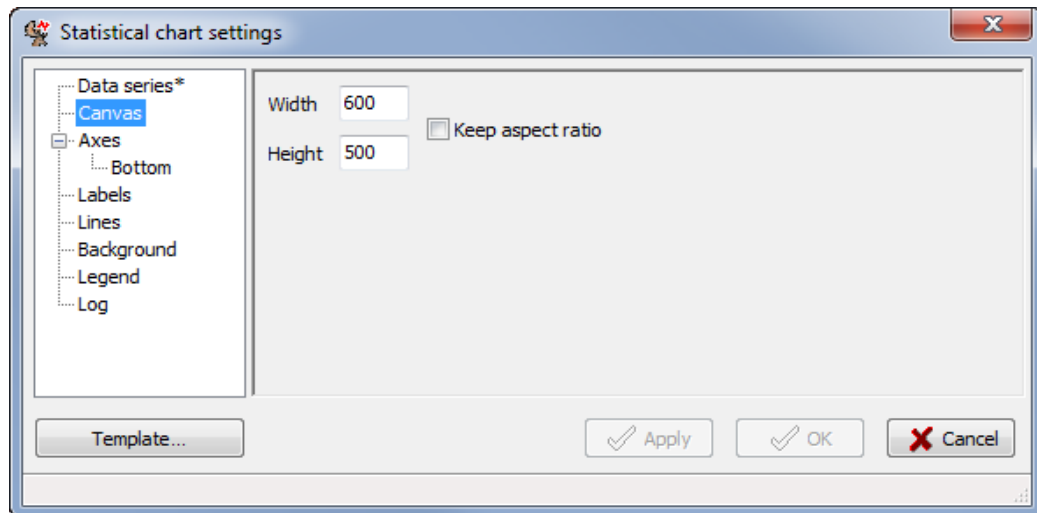 Statistical chart settings
Data series*
Canvas
Axes
Bottom
Labels
Lines
Background
Legend
Log
Width 600
Keep aspect ratio
Height 500
Template...
Apply
OK
Cancel